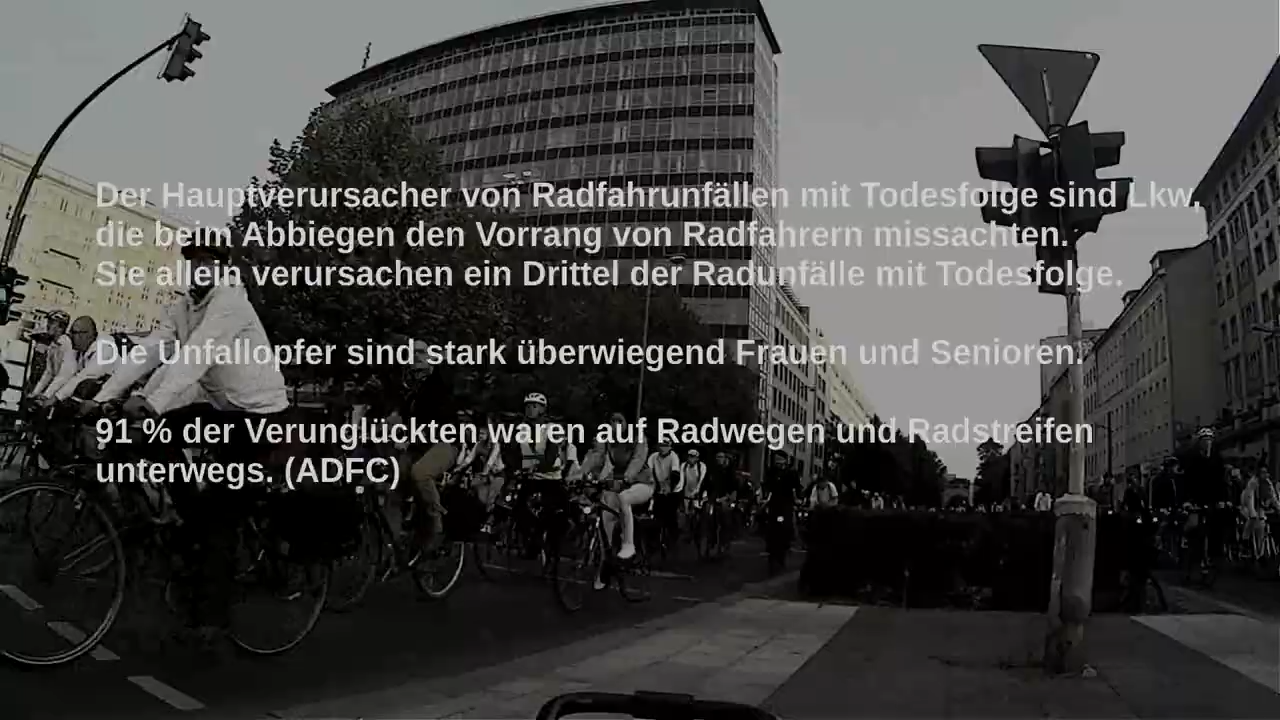 Der Hauptverursacher von Radfahrunfällen mit Todesfolge sind Lkw,
die beim Abbiegen den Vorrang von Radfahrern missachten.
Sie allein verursachen ein Drittel der Radunfälle mit Todesfolge.
Die Unfallopfer sind stark überwiegend Frauen und Senioren.
91 % der Verunglückten waren auf Radwegen und Radstreifen
unterwegs. (ADFC)